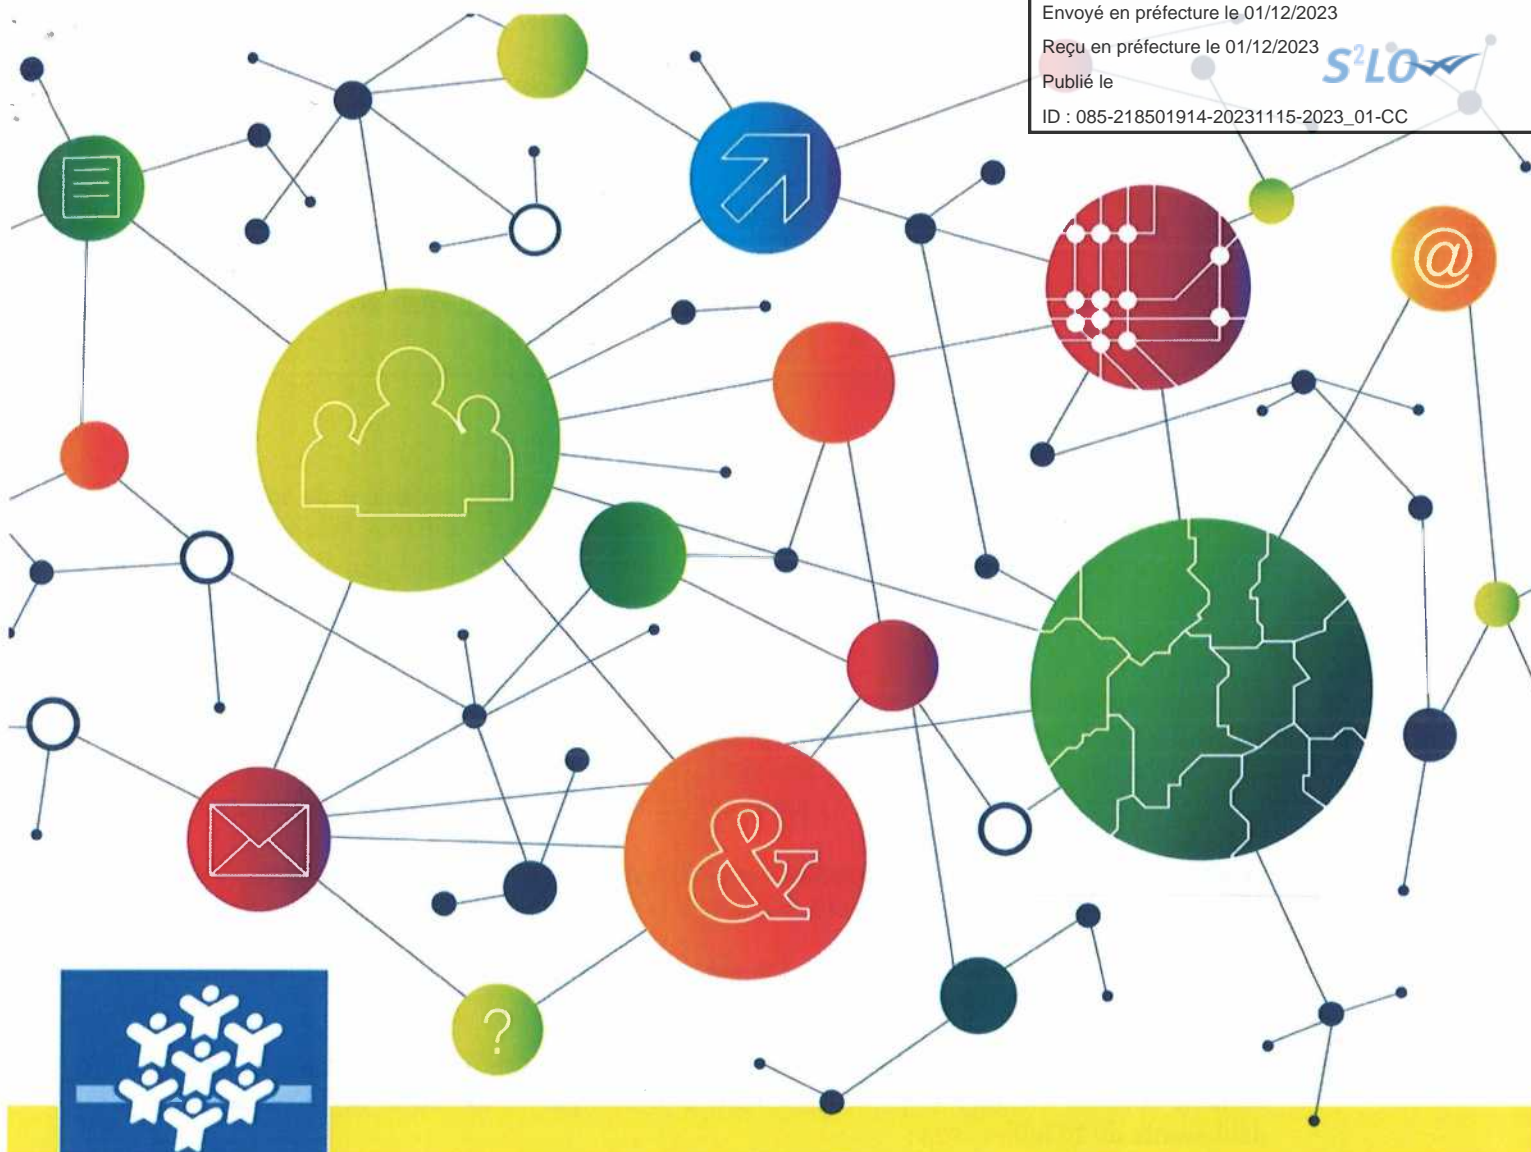 Envoyé en préfecture le 01/12/2023
Reçu en préfecture le 01/12/2023
Publié le
S²LO
ID : 085-218501914-20231115-2023_01-CC
@
&
?